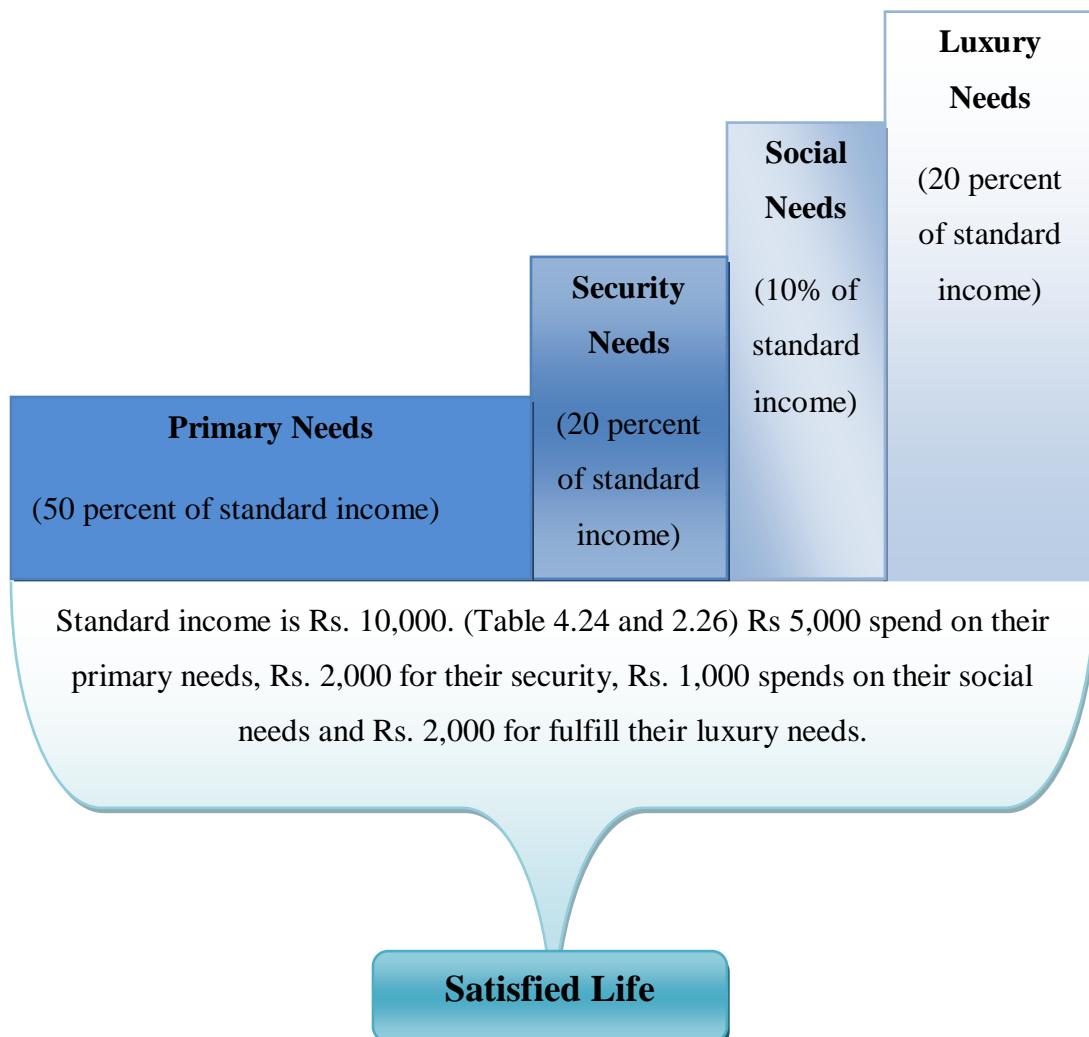 Luxury
Needs
(20 percent
of standard
income)
Social
Needs
(10% of
standard
income)
Security
Needs
(20 percent
of standard
income)
Primary Needs
(50 percent of standard income)
Standard income is Rs. 10,000. (Table 4.24 and 2.26) Rs 5,000 spend on their
primary needs, Rs. 2,000 for their security, Rs. 1,000 spends on their social
needs and Rs. 2,000 for fulfill their luxury needs.
Satisfied Life